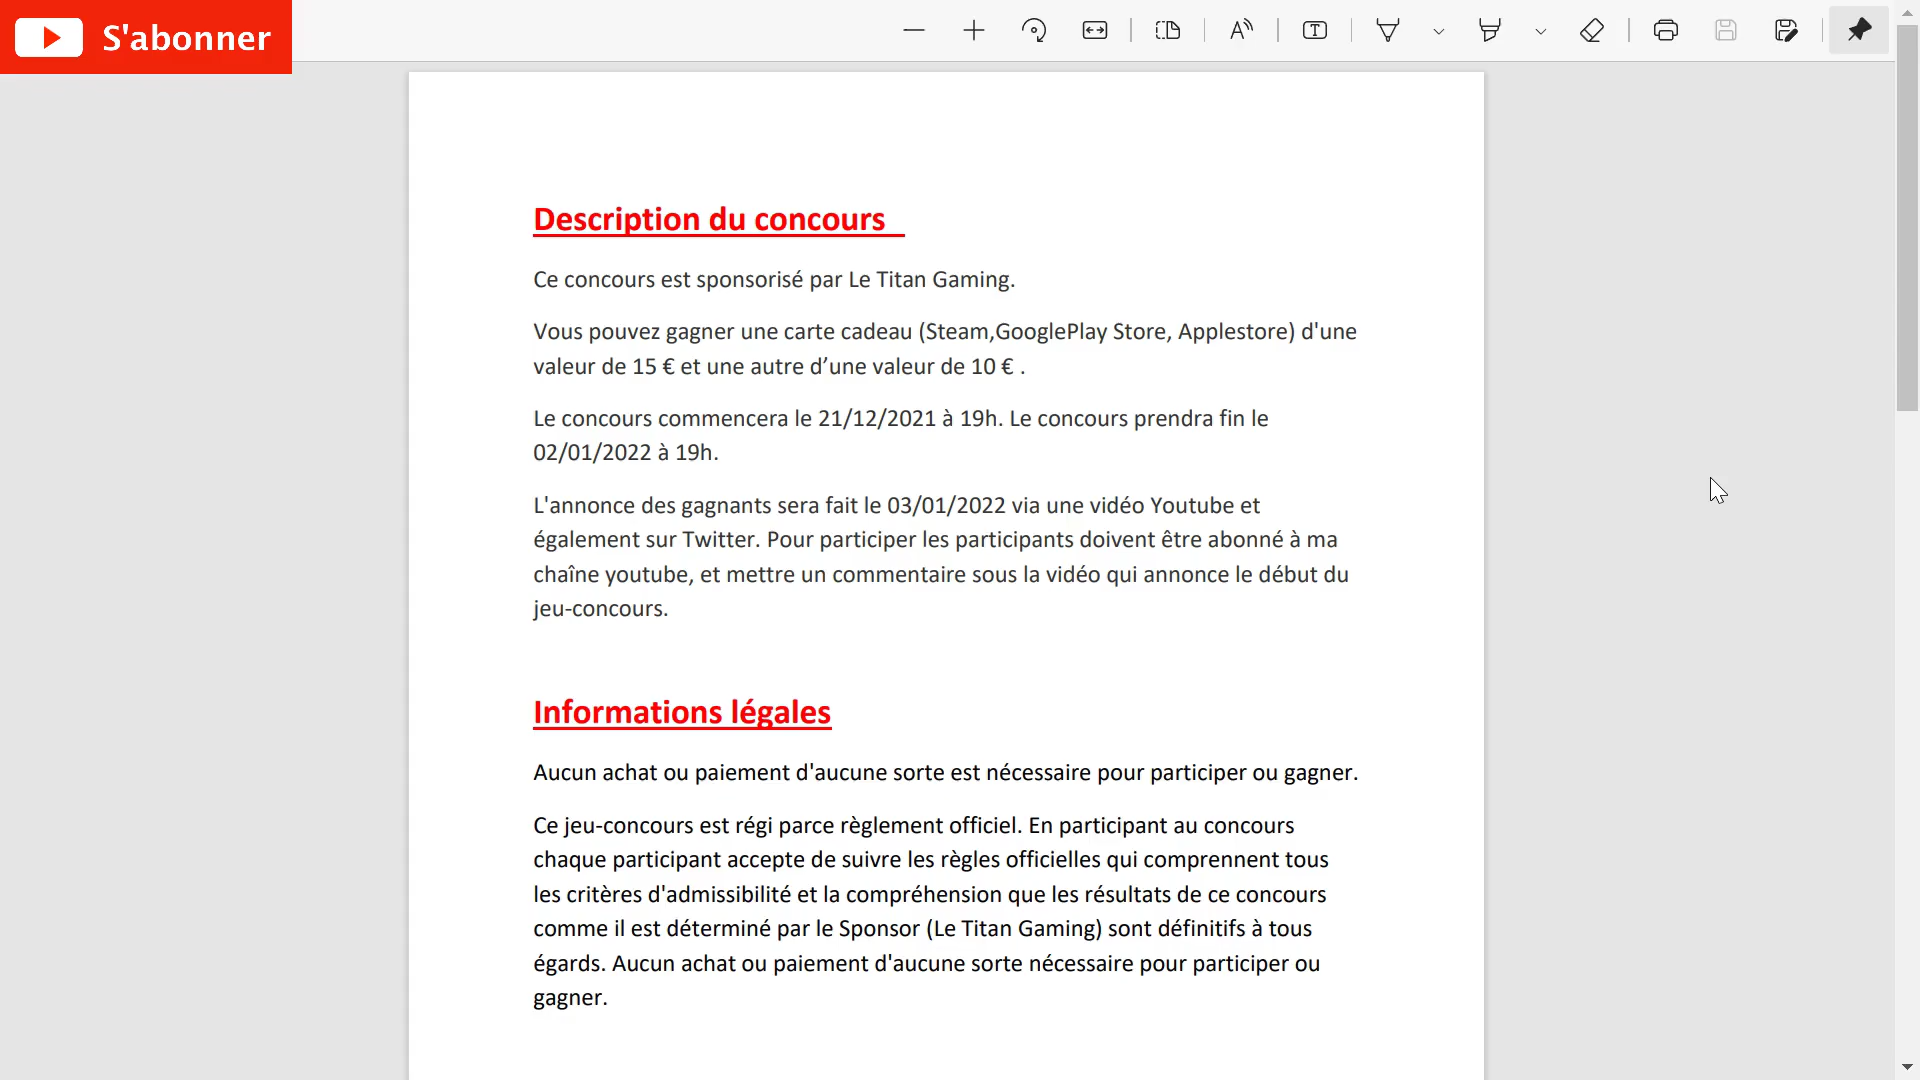 S'abonner
Description du concours
Ce concours est sponsorisé par Le Titan Gaming.
Vous pouvez gagner une carte cadeau (Steam,GooglePlay Store, Applestore) d'une
valeur de 15 € et une autre d’une valeur de 10 € .
Le concours commencera le 21/12/2021 à 19h. Le concours prendra fin le
02/01/2022 à 19h.
L'annonce des gagnants sera fait le 03/01/2022 via une vidéo Youtube et
également sur Twitter. Pour participer les participants doivent être abonné à ma
chaîne youtube, et mettre un commentaire sous la vidéo qui annonce le début du
jeu-concours.
Informations légales
Aucun achat ou paiement d'aucune sorte est nécessaire pour participer ou gagner.
Ce jeu-concours est régi parce règlement officiel. En participant au concours
chaque participant accepte de suivre les règles officielles qui comprennent tous
les critères d'admissibilité et la compréhension que les résultats de ce concours
comme il est déterminé par le Sponsor (Le Titan Gaming) sont définitifs à tous
égards. Aucun achat ou paiement d'aucune sorte nécessaire pour participer ou
gagner.